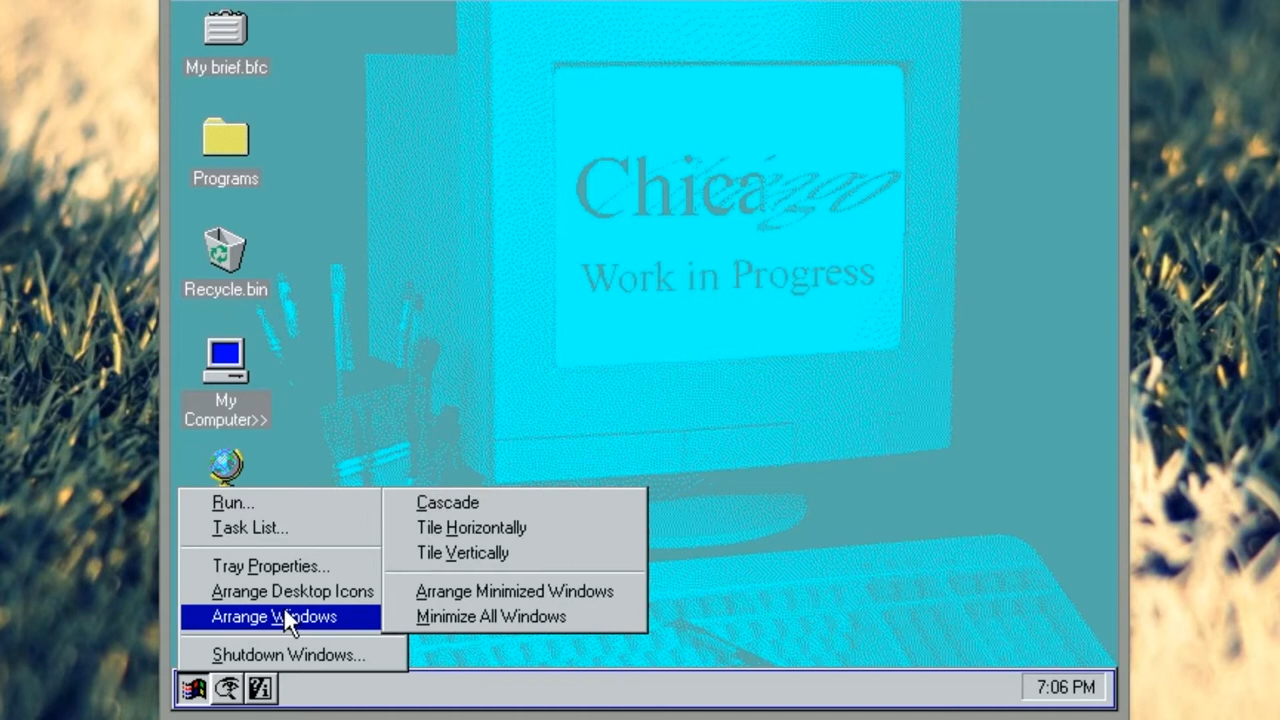 My brief.bfc
Programs
Recycle.bin
My
Computer>>
Chicago
Work in Progress
Run...
Task List...
Tray Properties...
Arrange Desktop Icons
Arrange Windows
Shutdown Windows...
Cascade
Tile Horizontally
Tile Vertically
Arrange Minimized Windows
Minimize All Windows
7:06 PM